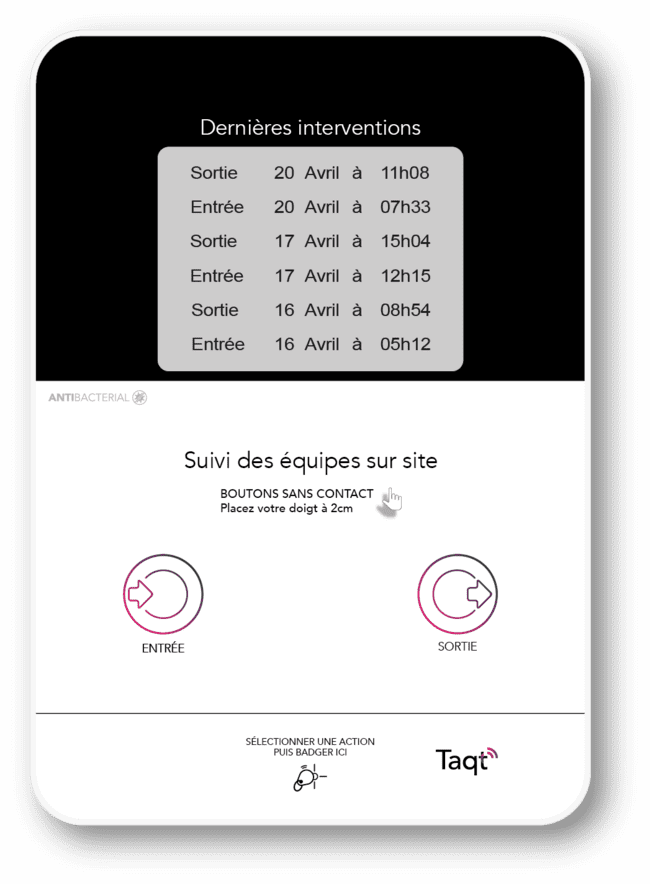 Dernières interventions
Sortie 20 Avril à 11h08
Entrée 20 Avril à 07h33
Sortie 17 Avril à 15h04
Entrée 17 Avril à 12h15
Sortie 16 Avril à 08h54
Entrée 16 Avril à 05h12
ANTIBACTERIAL
Suivi des équipes sur site
BOUTONS SANS CONTACT
Placez votre doigt à 2cm
ENTRÉE
SORTIE
SÉLECTIONNER UNE ACTION
PUIS BADGER ICI
Taqt